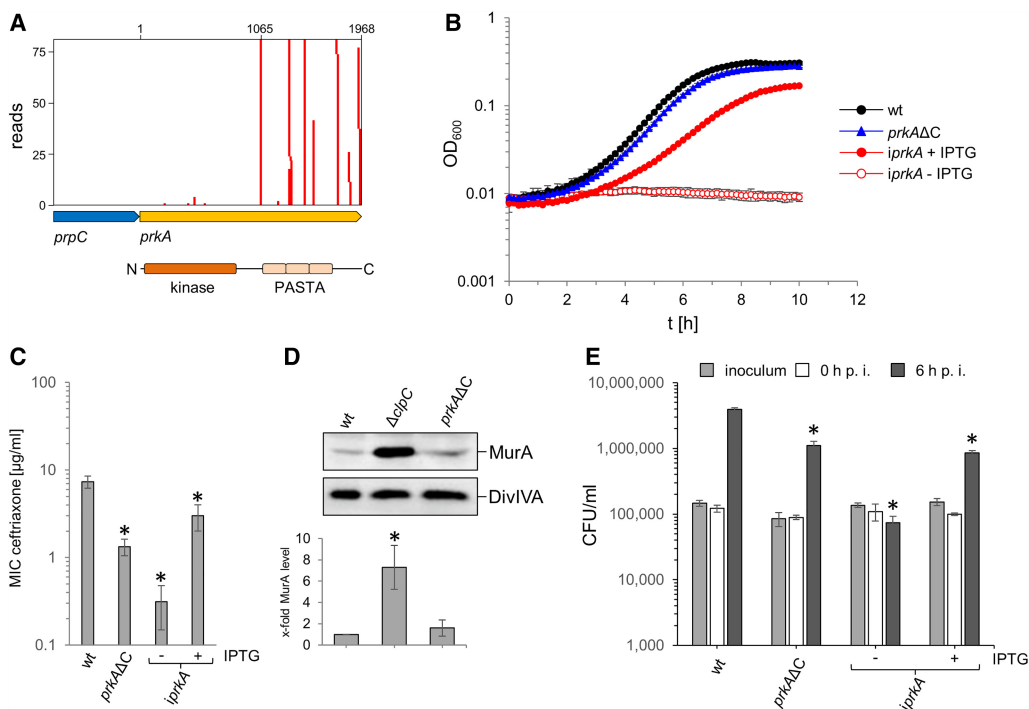 A
1 1065 1968
75
50
25
0
reads
prpC prkA
N C
kinase PASTA
B
1
0.1
0.01
0.001
OD600
0 2 4 6 8 10 12
t [h]
wt
prkAΔC
iprkA + IPTG
iprkA - IPTG
C
100
10
1
0.1
MIC ceftriaxone [µg/ml]
* * *
wt prkAΔC - + IPTG
iprkA
D
wt ΔclpC prkAΔC
MurA
DivIVA
10
8
6
4
2
0
x-fold MurA level
*
E
inoculum 0 h p. i. 6 h p. i.
10,000,000
1,000,000
100,000
10,000
1,000
CFU/ml
* * *
wt prkAΔC - + IPTG
iprkA